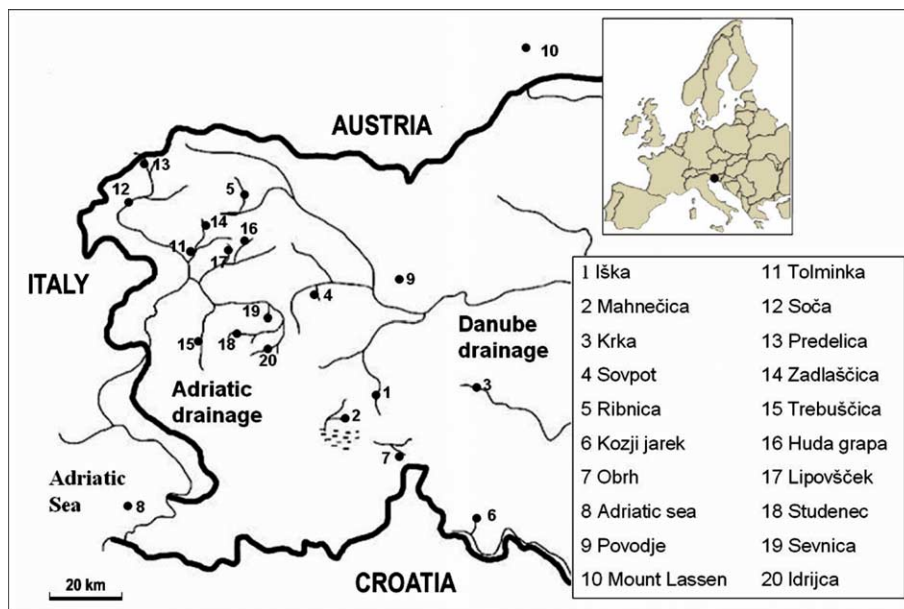 10
AUSTRIA
13
12
5
14
16
11
17
ITALY
9
4
19
Danube
drainage
18
15
20
Adriatic
drainage
3
1
2
7
Adriatic
Sea
8
6
20 km
CROATIA
1 Iška
2 Mahnečica
3 Krka
4 Sovpot
5 Ribnica
6 Kozji jarek
7 Obrh
8 Adriatic sea
9 Povodje
10 Mount Lassen
11 Tolminka
12 Soča
13 Predelica
14 Zadlaščica
15 Trebuščica
16 Huda grapa
17 Lipovšček
18 Studenec
19 Sevnica
20 Idrijca